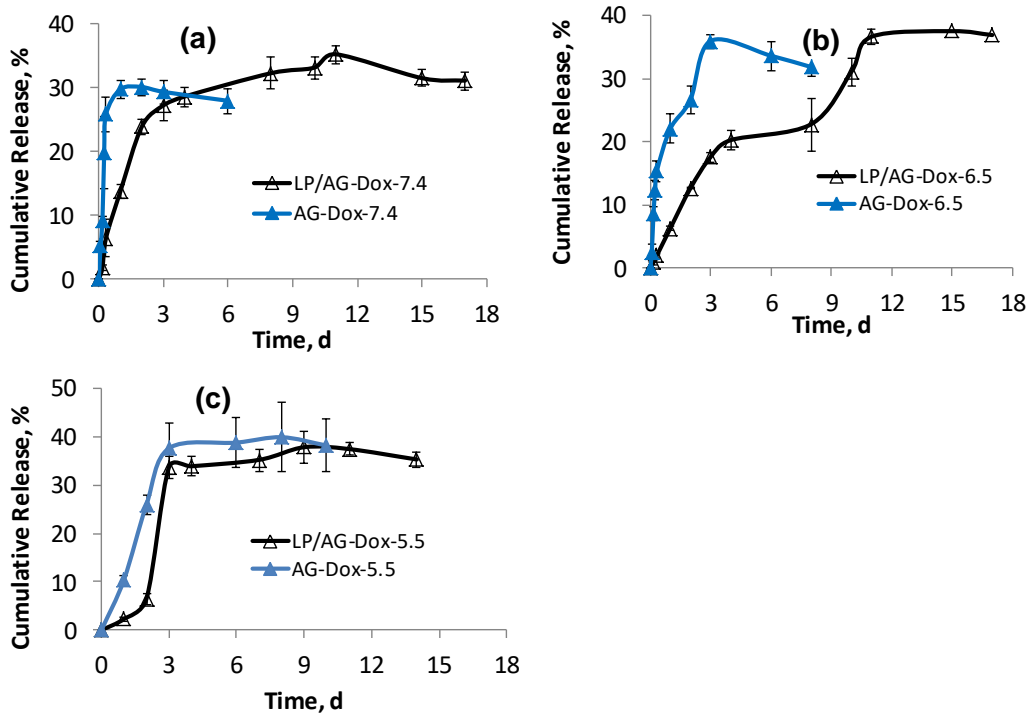 (a)
Cumulative Release, %
40
30
20
10
0
LP/AG-Dox-7.4
AG-Dox-7.4
0 3 6 9 12 15 18
Time, d
(b)
Cumulative Release, %
40
30
20
10
0
LP/AG-Dox-6.5
AG-Dox-6.5
0 3 6 9 12 15 18
Time, d
(c)
Cumulative Release, %
50
40
30
20
10
0
LP/AG-Dox-5.5
AG-Dox-5.5
0 3 6 9 12 15 18
Time, d